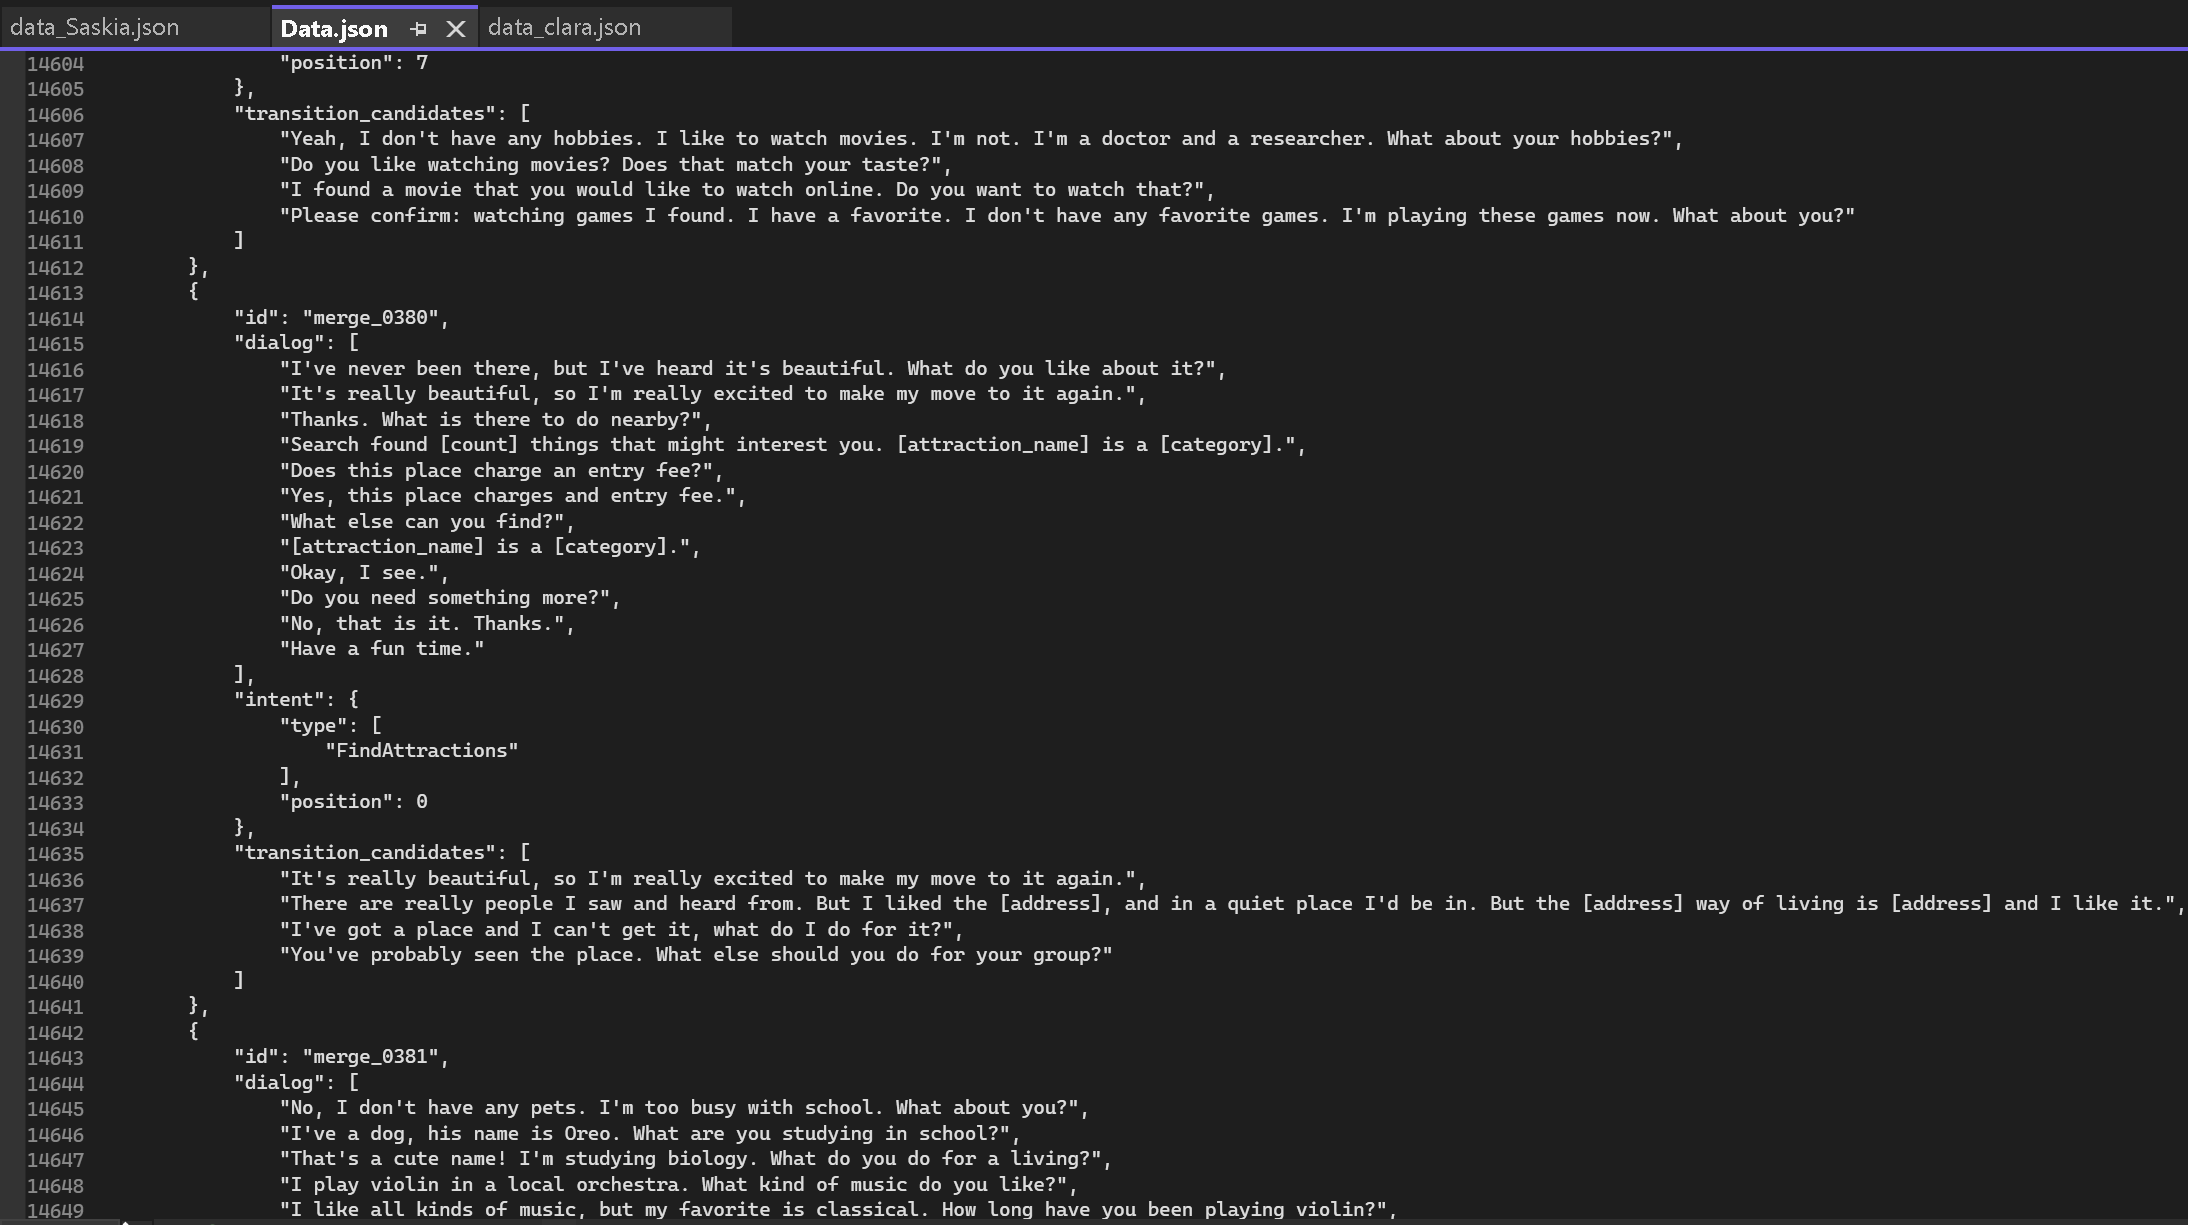 data_Saskia.json Data.json data_clara.json
14604 "position": 7
14605 },
14606 "transition_candidates": [
14607 "Yeah, I don't have any hobbies. I like to watch movies. I'm not. I'm a doctor and a researcher. What about your hobbies?",
14608 "Do you like watching movies? Does that match your taste?",
14609 "I found a movie that you would like to watch online. Do you want to watch that?",
14610 "Please confirm: watching games I found. I have a favorite. I don't have any favorite games. I'm playing these games now. What about you?"
14611 ]
14612 },
14613 {
14614 "id": "merge_0380",
14615 "dialog": [
14616 "I've never been there, but I've heard it's beautiful. What do you like about it?",
14617 "It's really beautiful, so I'm really excited to make my move to it again.",
14618 "Thanks. What is there to do nearby?",
14619 "Search found [count] things that might interest you. [attraction_name] is a [category].",
14620 "Does this place charge an entry fee?",
14621 "Yes, this place charges and entry fee.",
14622 "What else can you find?",
14623 "[attraction_name] is a [category].",
14624 "Okay, I see.",
14625 "Do you need something more?",
14626 "No, that is it. Thanks.",
14627 "Have a fun time."
14628 ],
14629 "intent": {
14630 "type": [
14631 "FindAttractions"
14632 ],
14633 "position": 0
14634 },
14635 "transition_candidates": [
14636 "It's really beautiful, so I'm really excited to make my move to it again.",
14637 "There are really people I saw and heard from. But I liked the [address], and in a quiet place I'd be in. But the [address] way of living is [address] and I like it.",
14638 "I've got a place and I can't get it, what do I do for it?",
14639 "You've probably seen the place. What else should you do for your group?"
14640 ]
14641 },
14642 {
14643 "id": "merge_0381",
14644 "dialog": [
14645 "No, I don't have any pets. I'm too busy with school. What about you?",
14646 "I've a dog, his name is Oreo. What are you studying in school?",
14647 "That's a cute name! I'm studying biology. What do you do for a living?",
14648 "I play violin in a local orchestra. What kind of music do you like?",
14649 "I like all kinds of music, but my favorite is classical. How long have you been playing violin?",